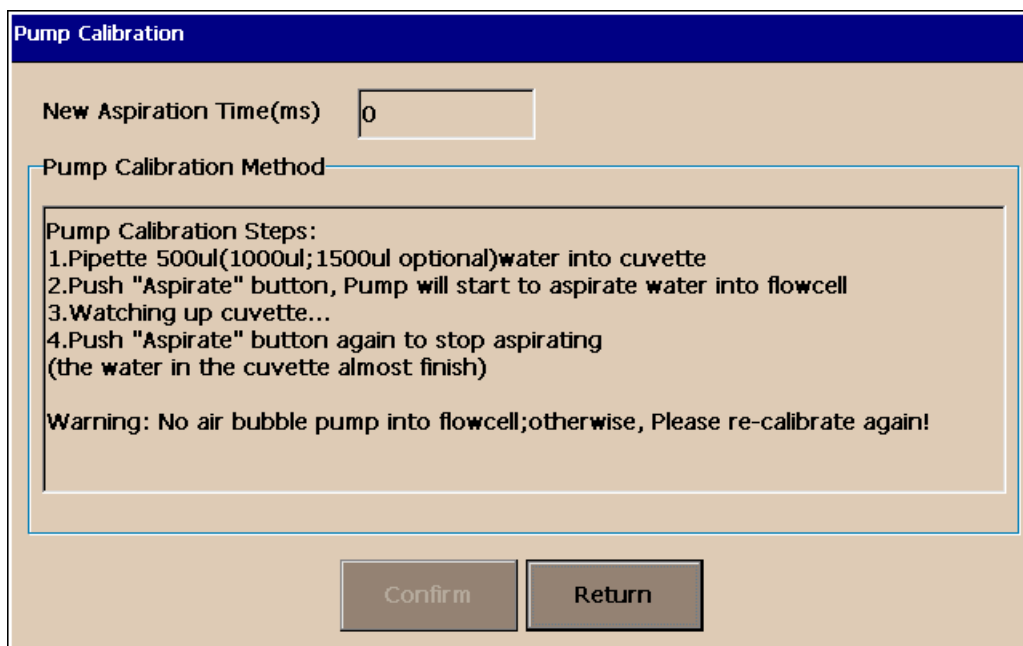 Pump Calibration
New Aspiration Time(ms) 0
Pump Calibration Method
Pump Calibration Steps:
1.Pipette 500ul(1000ul;1500ul optional)water into cuvette
2.Push "Aspirate" button, Pump will start to aspirate water into flowcell
3.Watching up cuvette...
4.Push "Aspirate" button again to stop aspirating
(the water in the cuvette almost finish)
Warning: No air bubble pump into flowcell;otherwise, Please re-calibrate again!
Confirm Return